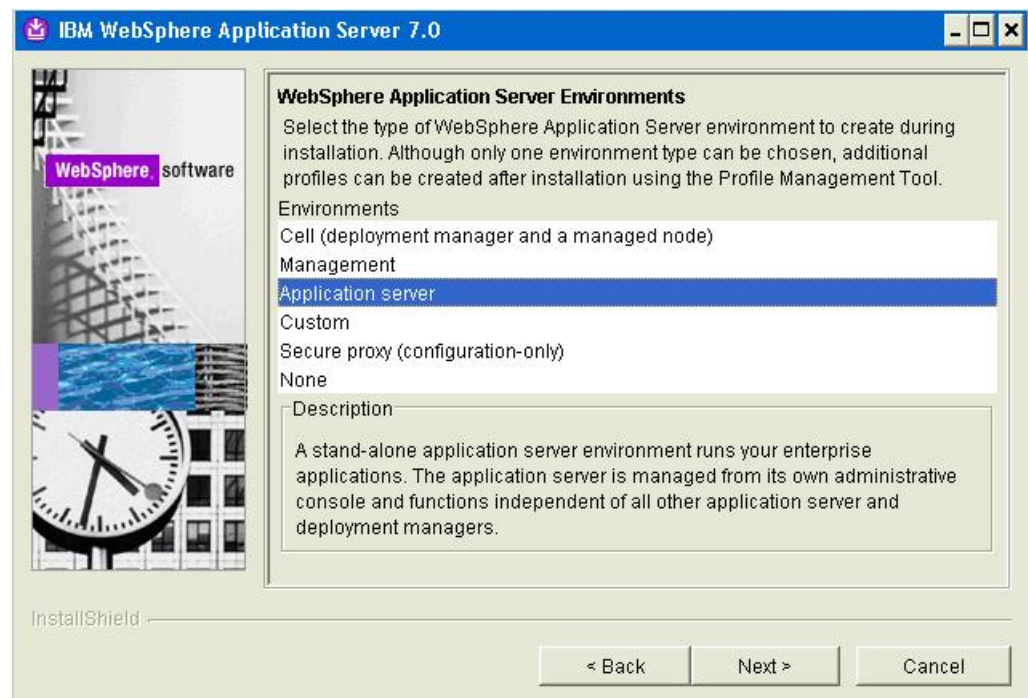 IBM WebSphere Application Server 7.0
WebSphere software
WebSphere Application Server Environments
Select the type of WebSphere Application Server environment to create during
installation. Although only one environment type can be chosen, additional
profiles can be created after installation using the Profile Management Tool.
Environments
Cell (deployment manager and a managed node)
Management
Application server
Custom
Secure proxy (configuration-only)
None
Description
A stand-alone application server environment runs your enterprise
applications. The application server is managed from its own administrative
console and functions independent of all other application server and
deployment managers.
InstallShield
< Back
Next >
Cancel